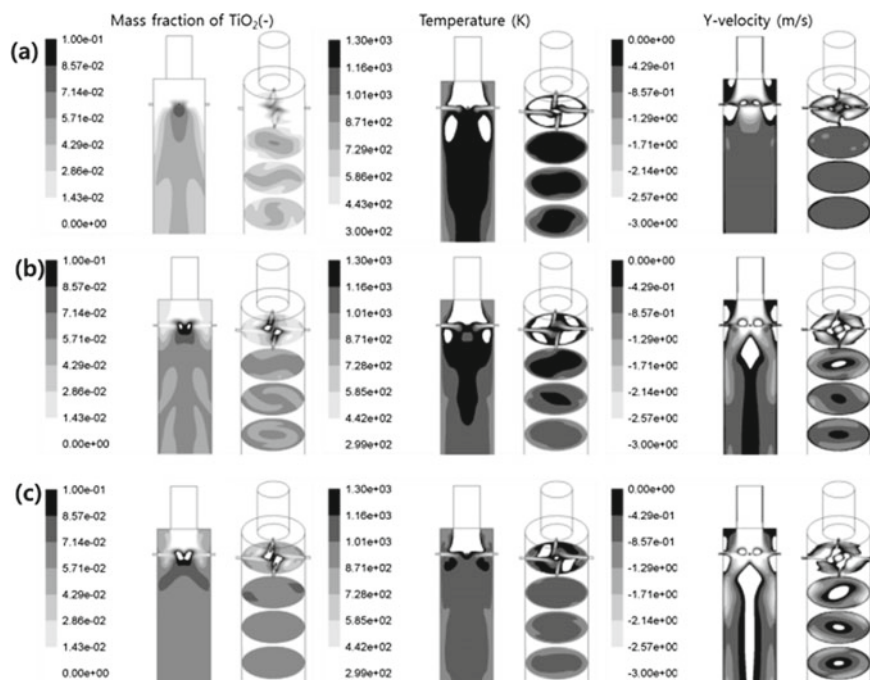 Mass fraction of TiO2(-) Temperature (K) Y-velocity (m/s)
(a)
1.00e-01
8.57e-02
7.14e-02
5.71e-02
4.29e-02
2.86e-02
1.43e-02
0.00e+00
1.30e+03
1.16e+03
1.01e+03
8.71e+02
7.29e+02
5.86e+02
4.43e+02
3.00e+02
0.00e+00
-4.29e-01
-8.57e-01
-1.29e+00
-1.71e+00
-2.14e+00
-2.57e+00
-3.00e+00
(b)
1.00e-01
8.57e-02
7.14e-02
5.71e-02
4.29e-02
2.86e-02
1.43e-02
0.00e+00
1.30e+03
1.16e+03
1.01e+03
8.71e+02
7.28e+02
5.85e+02
4.42e+02
2.99e+02
0.00e+00
-4.29e-01
-8.57e-01
-1.29e+00
-1.71e+00
-2.14e+00
-2.57e+00
-3.00e+00
(c)
1.00e-01
8.57e-02
7.14e-02
5.71e-02
4.29e-02
2.86e-02
1.43e-02
0.00e+00
1.30e+03
1.16e+03
1.01e+03
8.71e+02
7.28e+02
5.85e+02
4.42e+02
2.99e+02
0.00e+00
-4.29e-01
-8.57e-01
-1.29e+00
-1.71e+00
-2.14e+00
-2.57e+00
-3.00e+00